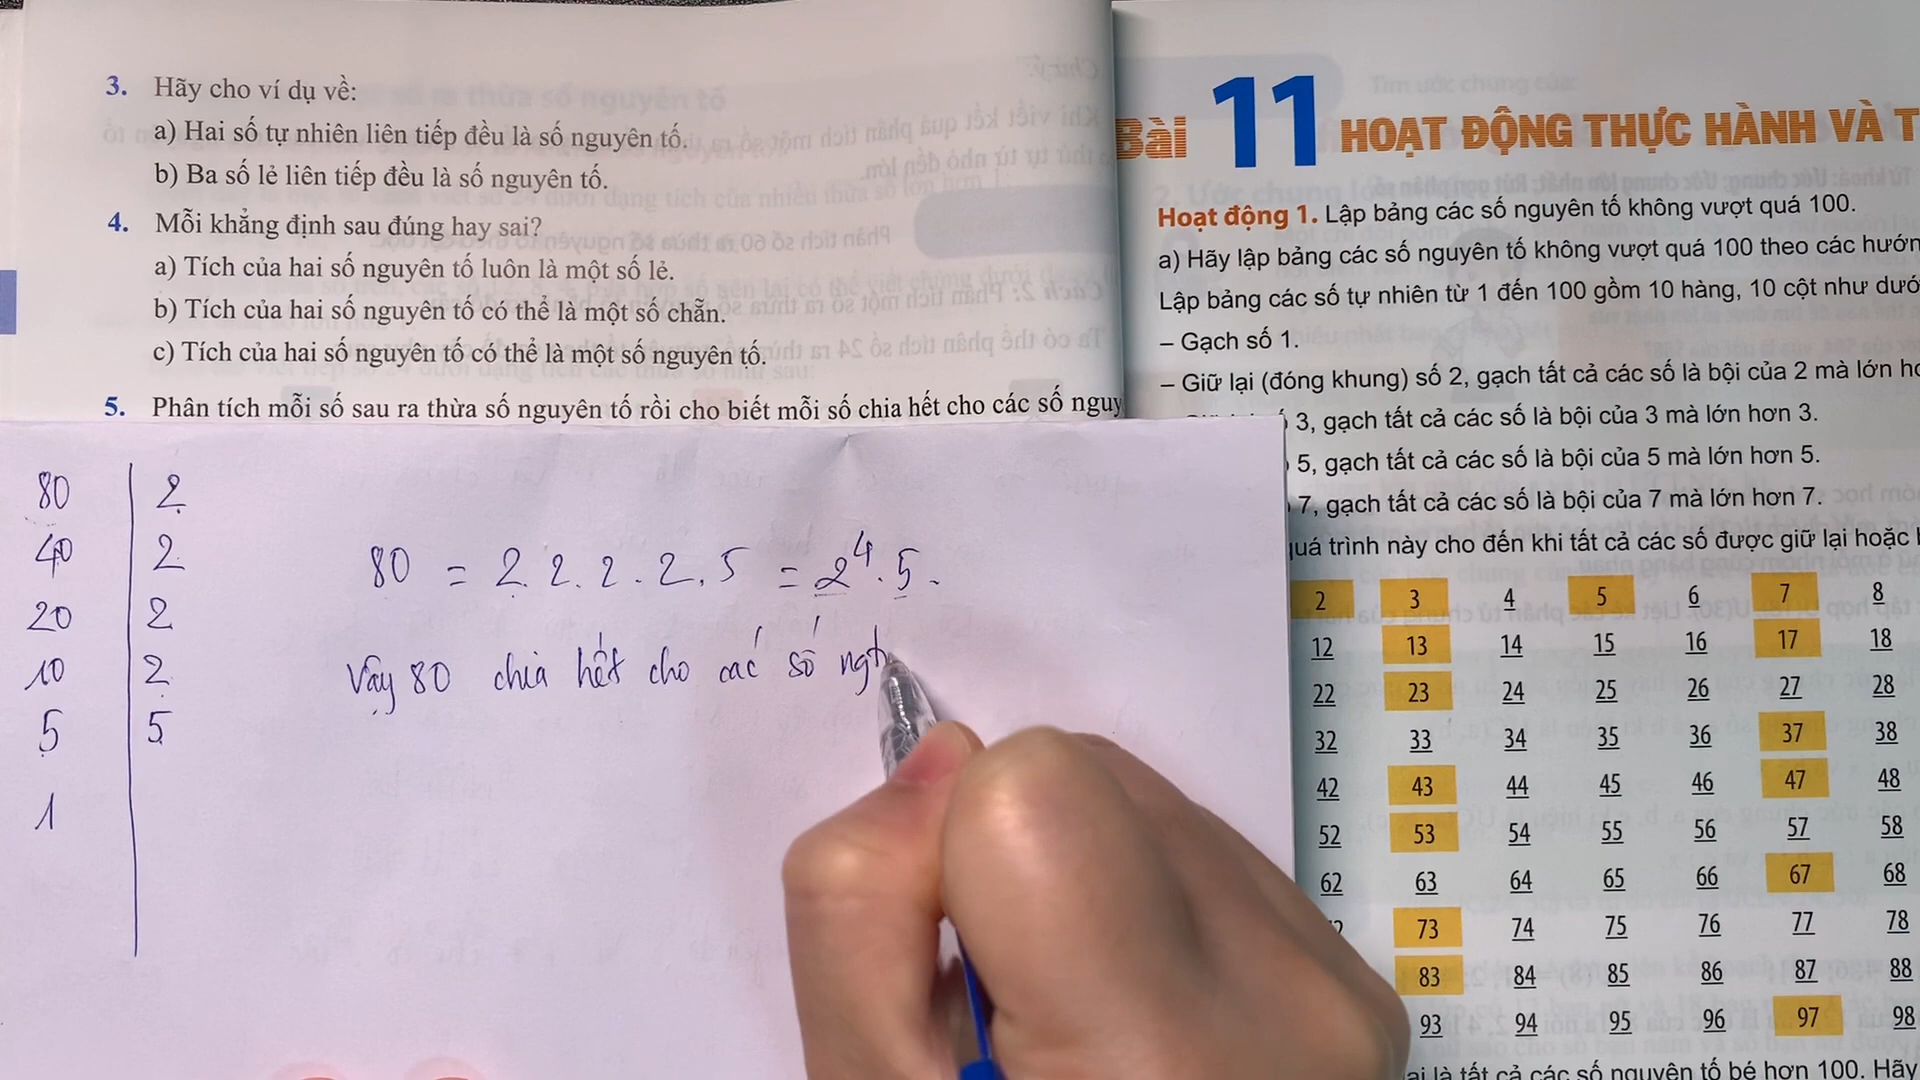 3. Hãy cho ví dụ về:
a) Hai số tự nhiên liên tiếp đều là số nguyên tố.
b) Ba số lẻ liên tiếp đều là số nguyên tố.
4. Mỗi khẳng định sau đúng hay sai?
a) Tích của hai số nguyên tố luôn là một số lẻ.
b) Tích của hai số nguyên tố có thể là một số chẵn.
c) Tích của hai số nguyên tố có thể là một số nguyên tố.
5. Phân tích mỗi số sau ra thừa số nguyên tố rồi cho biết mỗi số chia hết cho các số nguy
80 2
40 2
20 2
10 2
5 5
1
80 = 2. 2. 2. 2. 5 = 2⁴. 5.
Vậy 80 chia hết cho các số
Bài 11 HOẠT ĐỘNG THỰC HÀNH VÀ T
Hoạt động 1. Lập bảng các số nguyên tố không vượt quá 100.
a) Hãy lập bảng các số nguyên tố không vượt quá 100 theo các hướn
Lập bảng các số tự nhiên từ 1 đến 100 gồm 10 hàng, 10 cột như dướ
– Gạch số 1.
– Giữ lại (đóng khung) số 2, gạch tất cả các số là bội của 2 mà lớn h
3, gạch tất cả các số là bội của 3 mà lớn hơn 3.
5, gạch tất cả các số là bội của 5 mà lớn hơn 5.
7, gạch tất cả các số là bội của 7 mà lớn hơn 7.
quá trình này cho đến khi tất cả các số được giữ lại hoặc
2 3 4 5 6 7 8
12 13 14 15 16 17 18
22 23 24 25 26 27 28
32 33 34 35 36 37 38
42 43 44 45 46 47 48
52 53 54 55 56 57 58
62 63 64 65 66 67 68
73 74 75 76 77 78
83 84 85 86 87 88
93 94 95 96 97 98
là tất cả các số nguyên tố bé hơn 100. Hãy